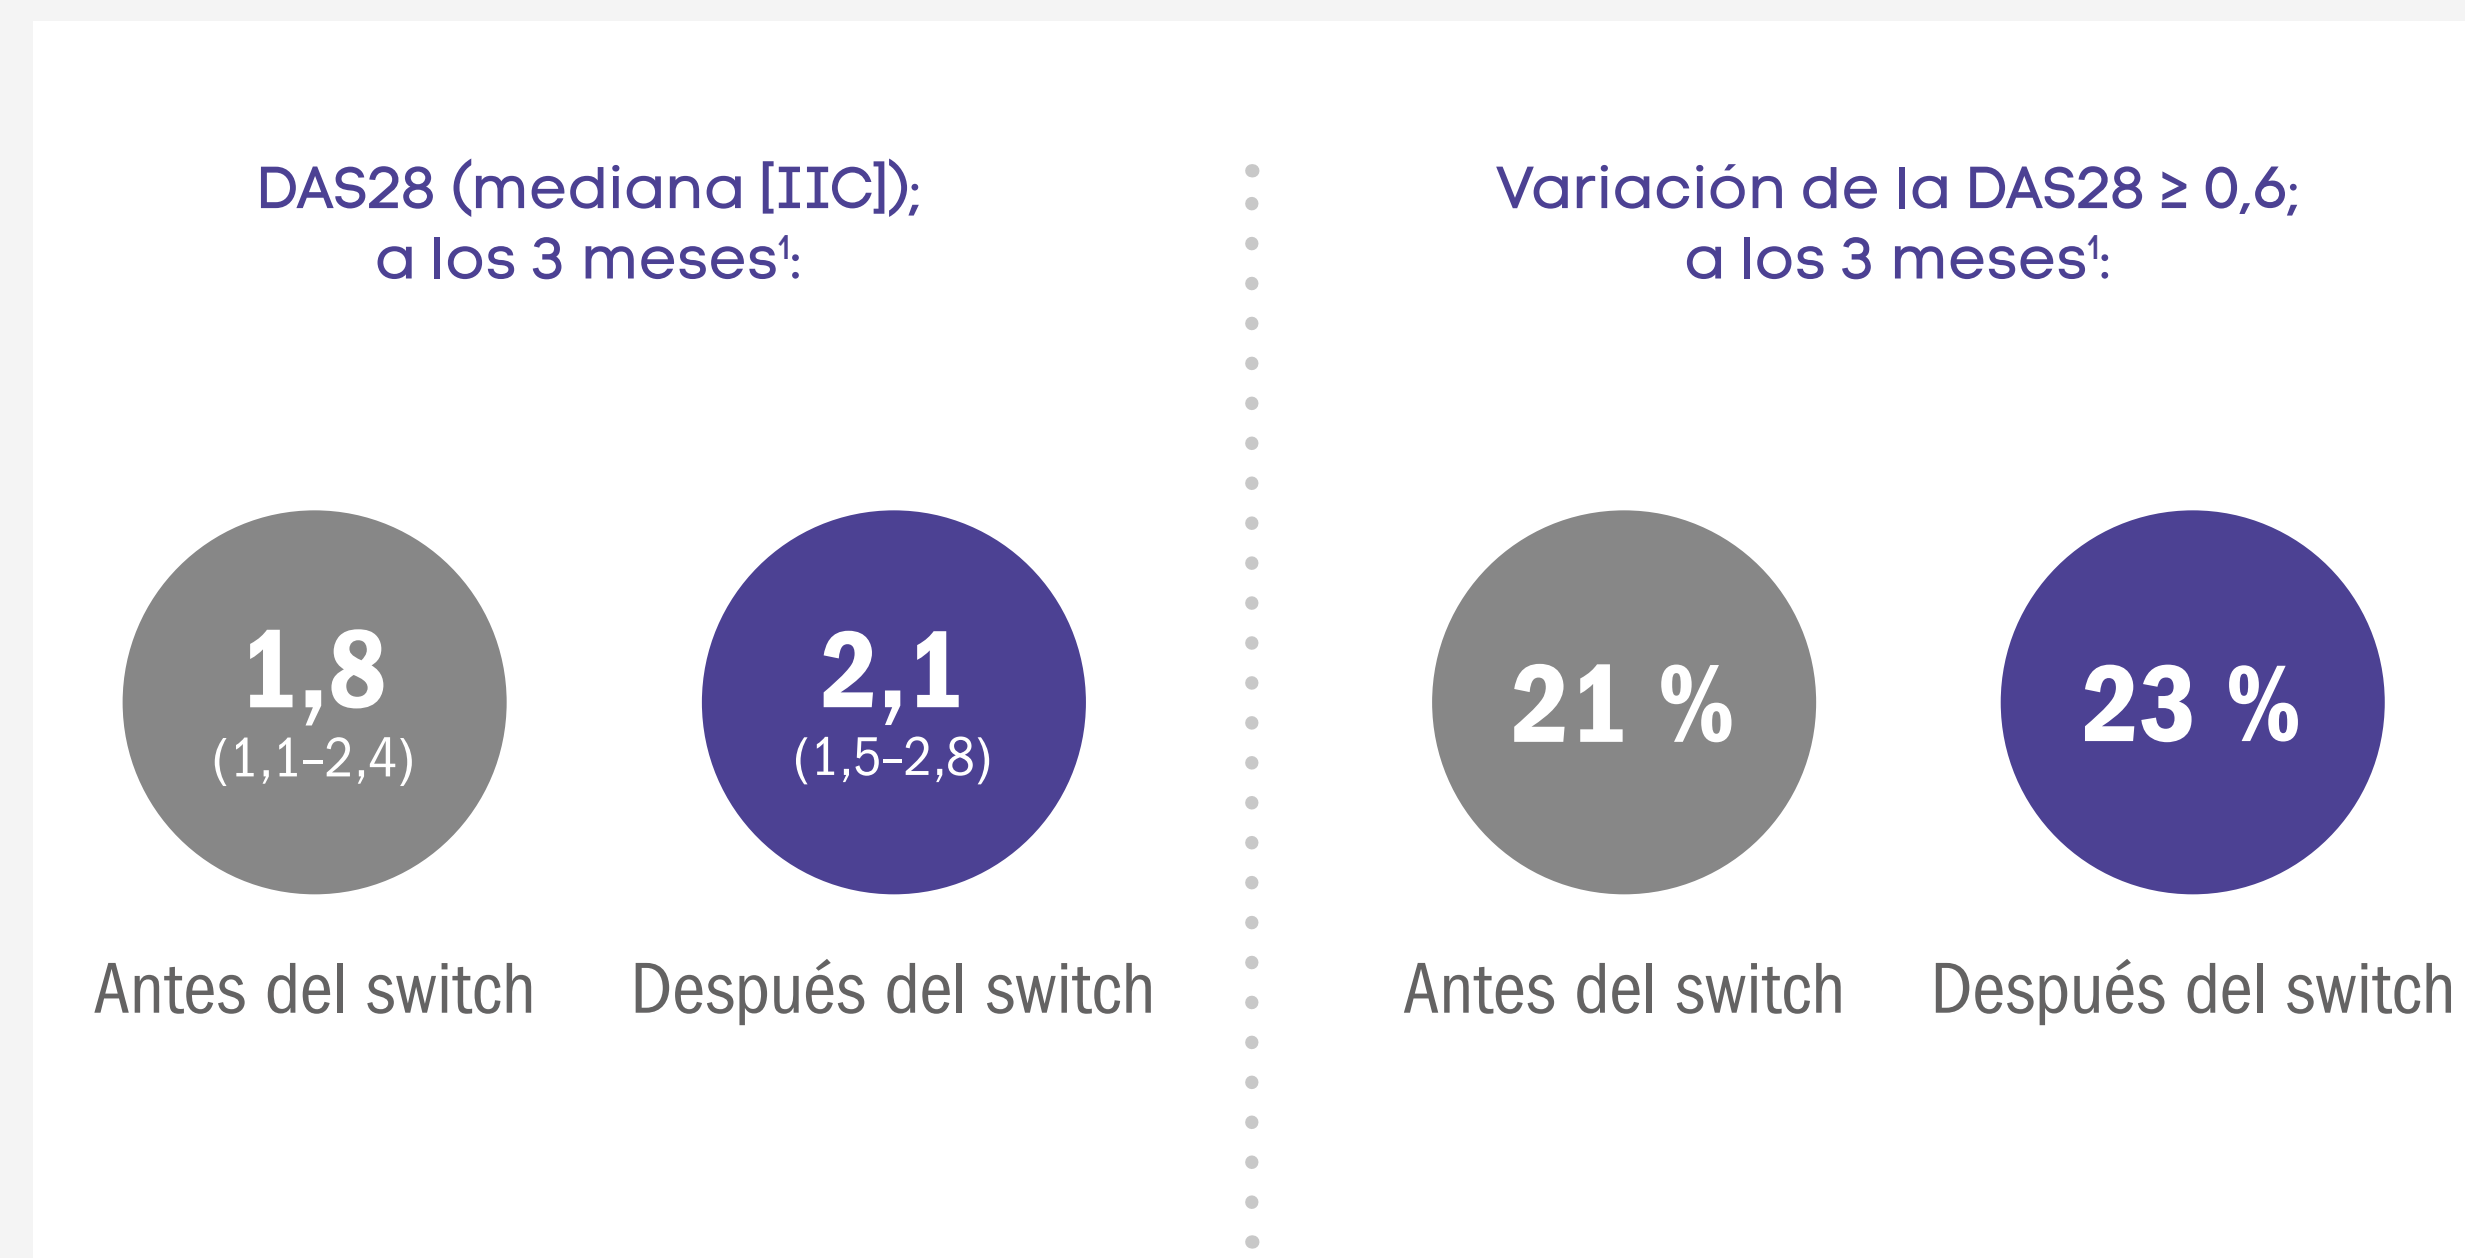 DAS28 (mediana [IIC]);
a los 3 meses¹:
1,8
(1,1–2,4)
Antes del switch
2,1
(1,5–2,8)
Después del switch
Variación de la DAS28 ≥ 0,6;
a los 3 meses¹:
21 %
Antes del switch
23 %
Después del switch